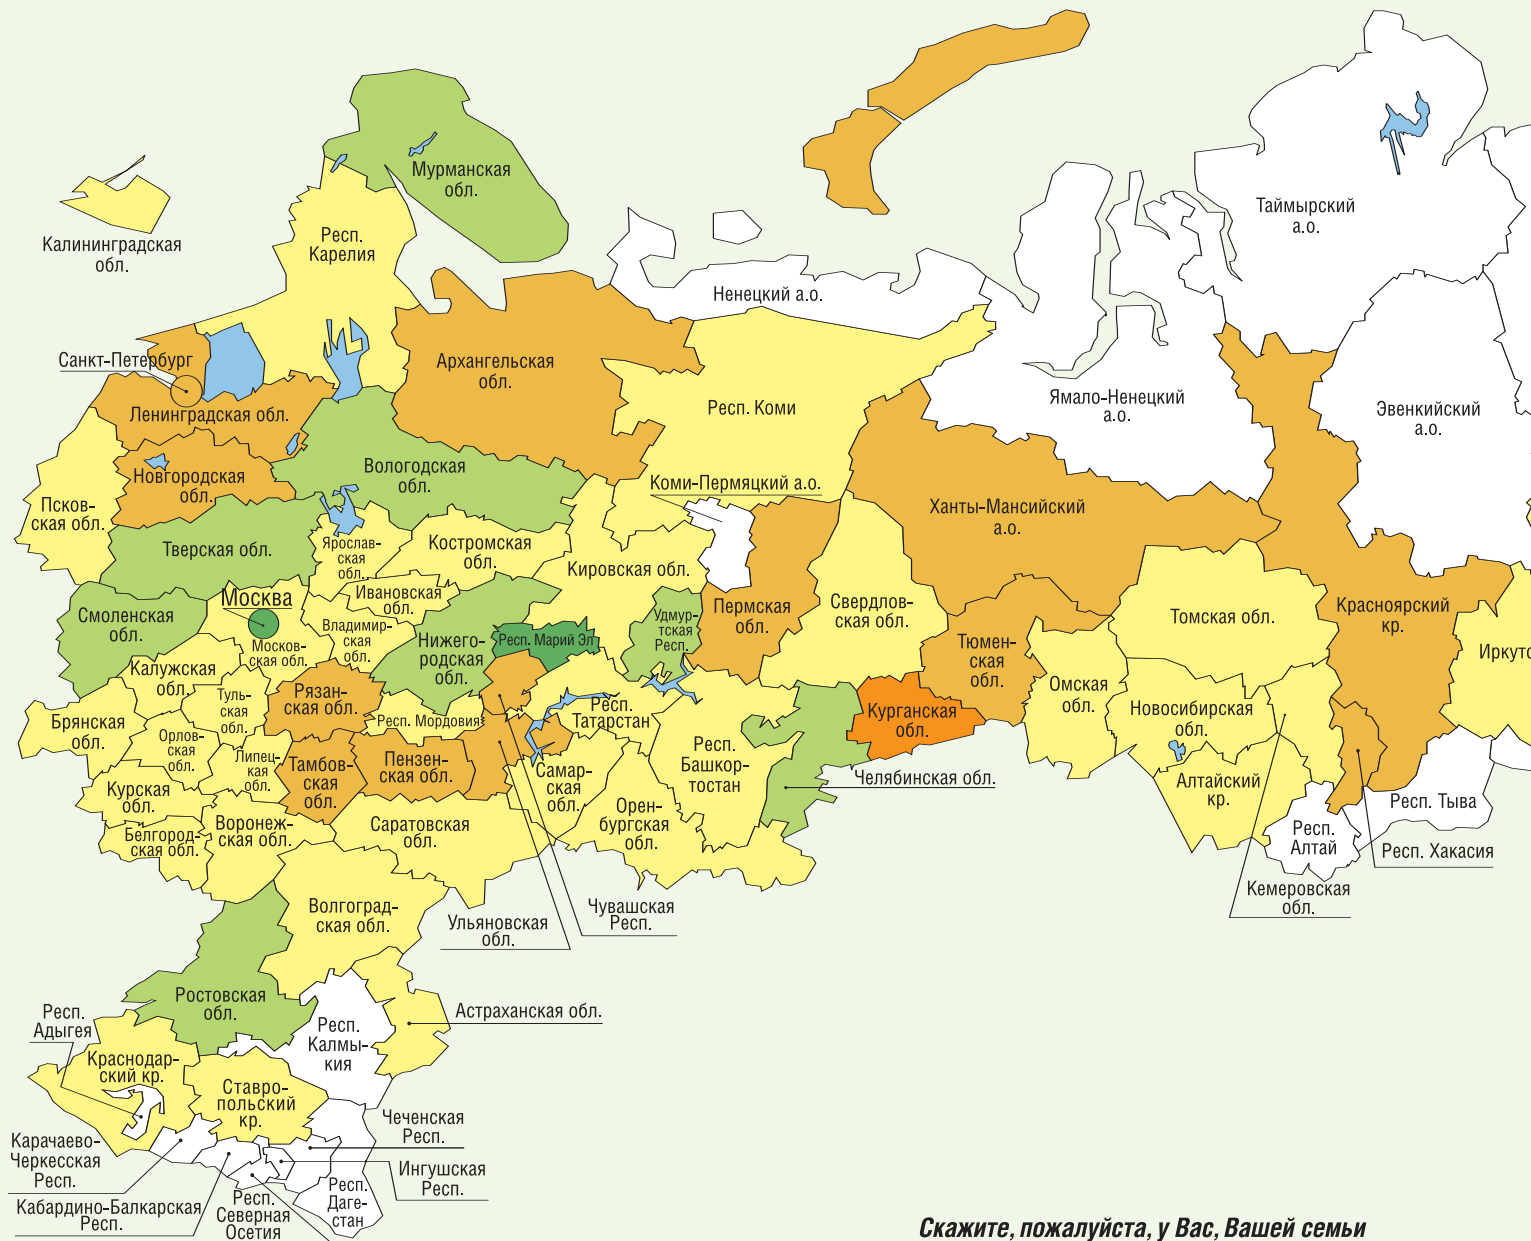 Мурманская
обл.
Калининградская
обл.
Респ.
Карелия
Таймырский
а.о.
Ненецкий а.о.
Санкт-Петербург
Архангельская
обл.
Ленинградская обл.
Респ. Коми
Ямало-Ненецкий
а.о.
Эвенкийский
а.о.
Новгородская
обл.
Вологодская
обл.
Коми-Пермяцкий а.о.
Псков-
ская обл.
Ханты-Мансийский
а.о.
Тверская обл.
Ярослав-
ская
обл.
Костромская
обл.
Кировская обл.
Москва
Ивановская
обл.
Смоленская
обл.
Владимир-
ская
обл.
Московс-
ская обл.
Нижего-
родская
обл.
Респ. Марий Эл
Удмур-
тская
Респ.
Пермская
обл.
Свердлов-
ская обл.
Томская обл.
Красноярский
кр.
Тюмен-
ская
обл.
Иркутс
Калужская
обл.
Туль-
ская
обл.
Рязан-
ская обл.
Респ. Мордовия
Респ.
Татарстан
Курганская
обл.
Омская
обл.
Новосибирская
обл.
Брянская
обл.
Орлов-
ская
обл.
Липец-
кая
обл.
Тамбов-
ская
обл.
Пензен-
ская обл.
Самар-
ская
обл.
Респ.
Башкор-
тостан
Челябинская обл.
Алтайский
кр.
Курская
обл.
Белгород-
ская обл.
Воронеж-
ская обл.
Саратовская
обл.
Орен-
бургская
обл.
Респ. Тыва
Респ.
Алтай
Респ. Хакасия
Кемеровская
обл.
Волгоград-
ская обл.
Ульяновская
обл.
Чувашская
Респ.
Ростовская
обл.
Астраханская обл.
Респ.
Адыгея
Респ.
Калмы-
кия
Краснодар-
ский кр.
Ставро-
польский
кр.
Чеченская
Респ.
Карачаево-
Черкесская
Респ.
Ингушская
Респ.
Кабардино-Балкарская
Респ.
Респ.
Северная
Осетия
Респ.
Даге-
стан
Скажите, пожалуйста, у Вас, Вашей семьи